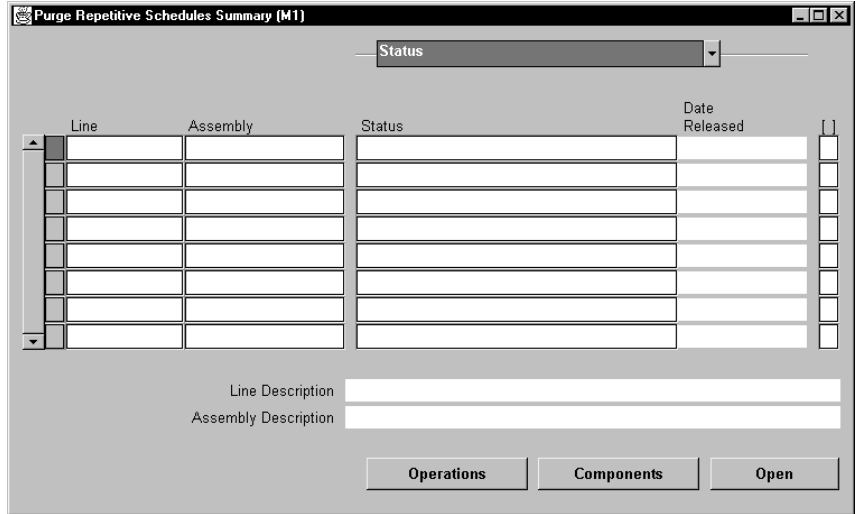 Purge Repetitive Schedules Summary (M1)
Status
Date
Line Assembly Status Released [ ]
Line Description
Assembly Description
Operations Components Open